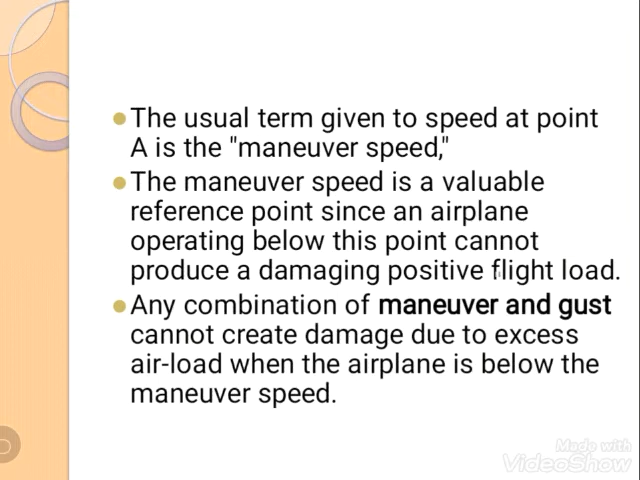 The usual term given to speed at point
A is the "maneuver speed,"
The maneuver speed is a valuable
reference point since an airplane
operating below this point cannot
produce a damaging positive flight load.
Any combination of maneuver and gust
cannot create damage due to excess
air-load when the airplane is below the
maneuver speed.
Made with
VideoShow